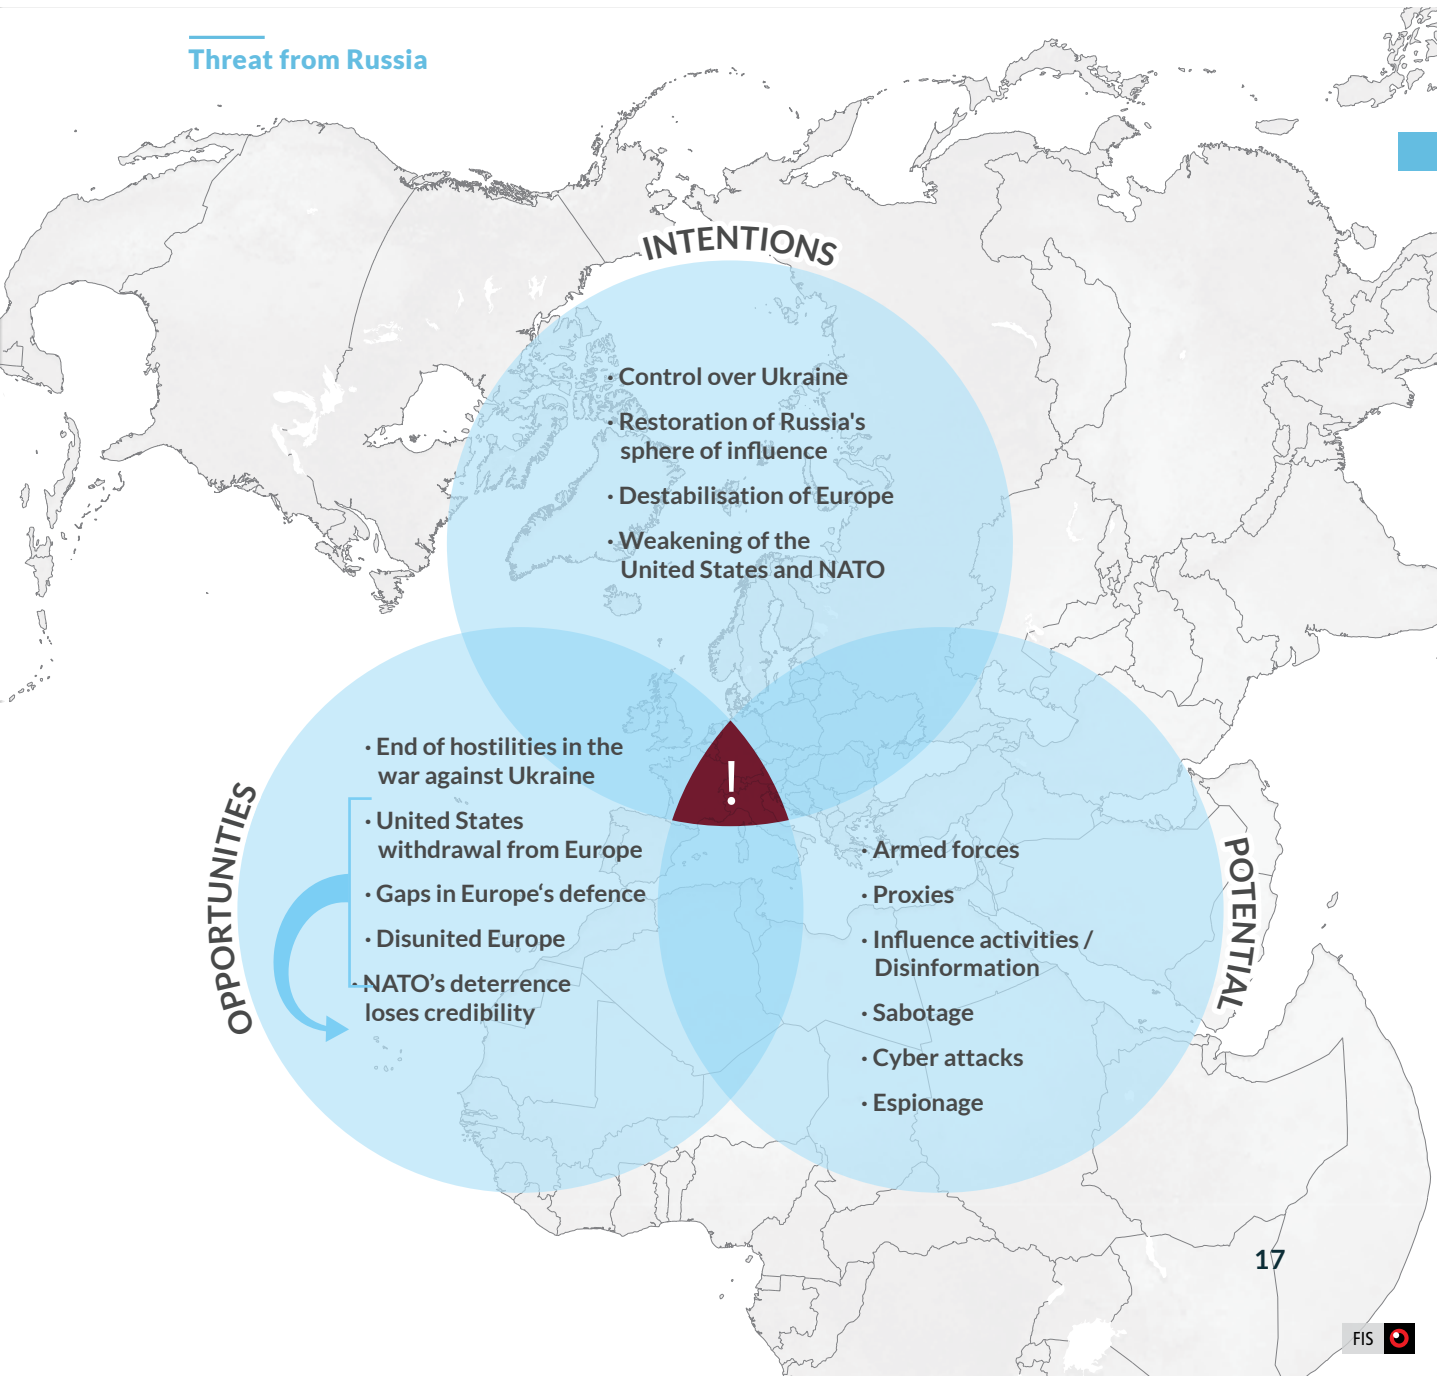 Threat from Russia
INTENTIONS
· Control over Ukraine
· Restoration of Russia's
sphere of influence
· Destabilisation of Europe
· Weakening of the
United States and NATO
OPPORTUNITIES
· End of hostilities in the
war against Ukraine
· United States
withdrawal from Europe
· Gaps in Europe‘s defence
· Disunited Europe
· NATO’s deterrence
loses credibility
!
POTENTIAL
· Armed forces
· Proxies
· Influence activities /
Disinformation
· Sabotage
· Cyber attacks
· Espionage
17
FIS